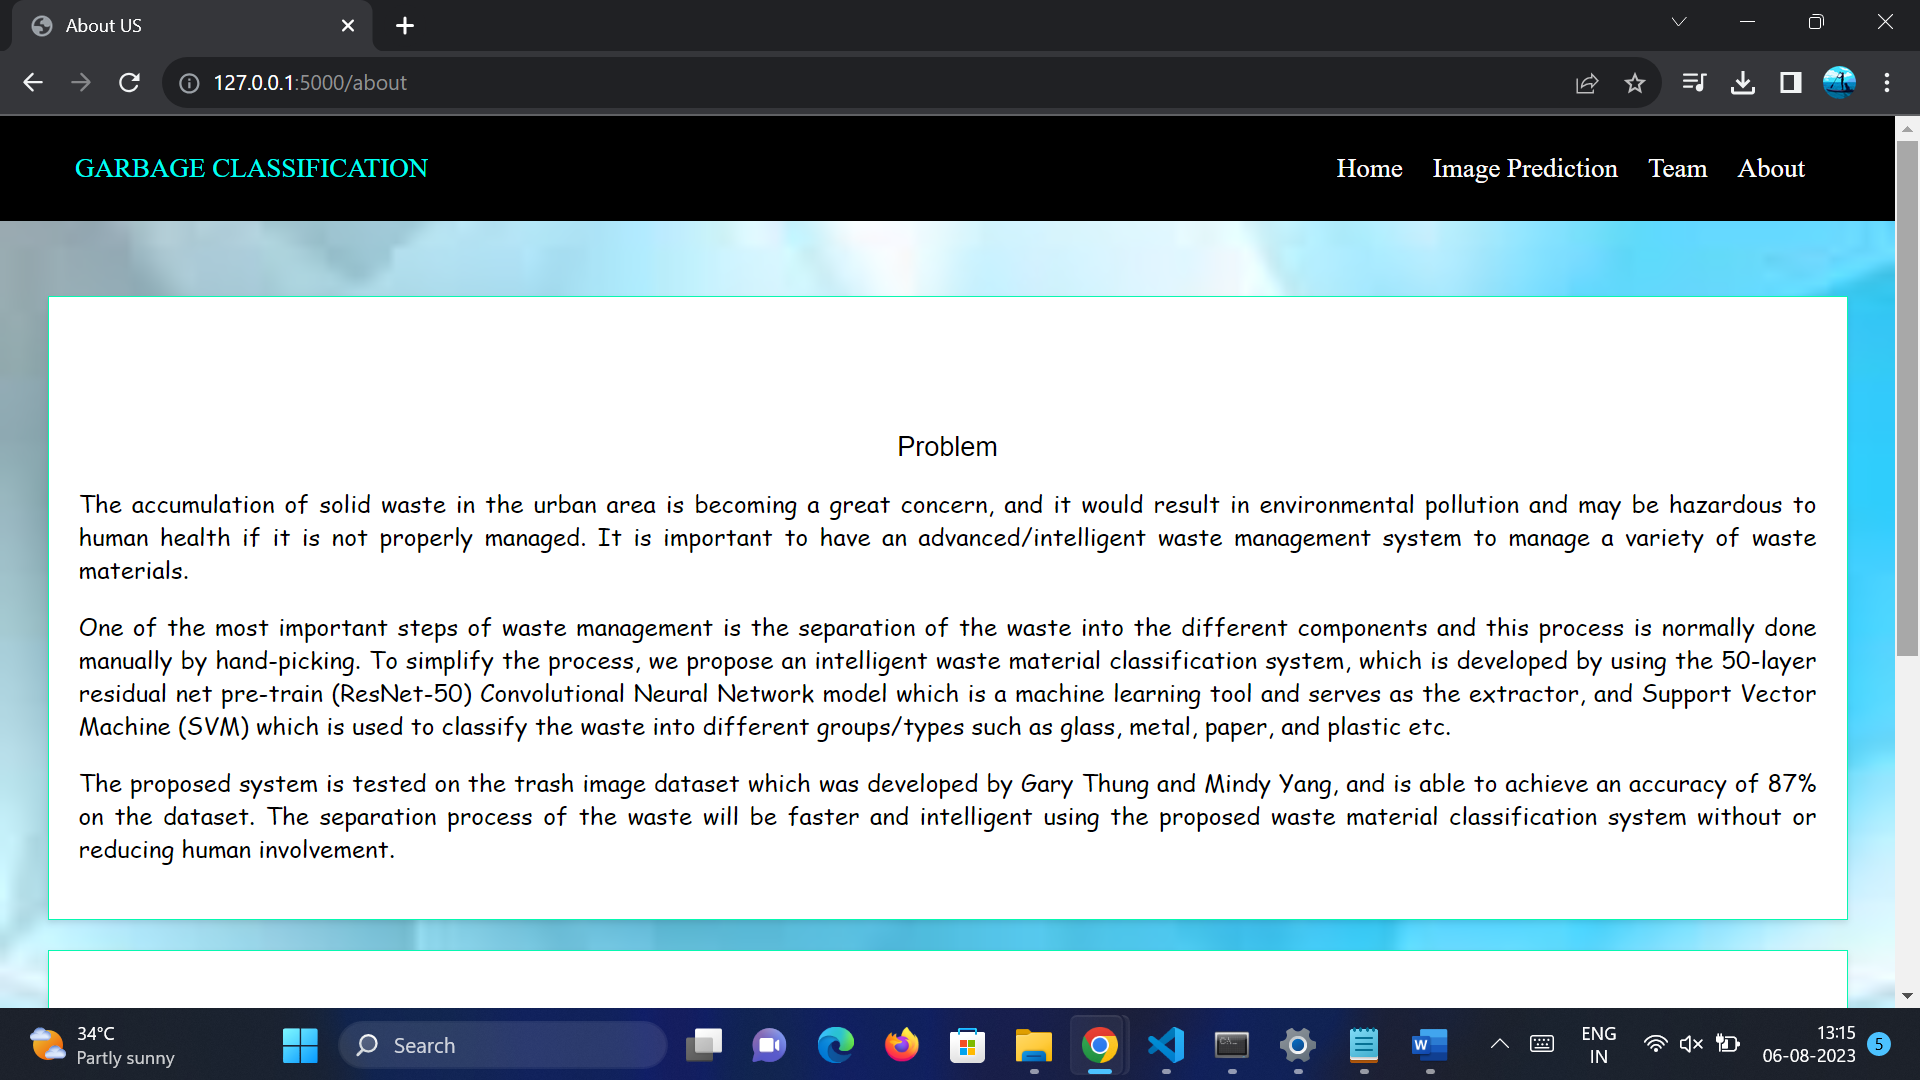 About US
127.0.0.1:5000/about
GARBAGE CLASSIFICATION
Home Image Prediction Team About
Problem
The accumulation of solid waste in the urban area is becoming a great concern, and it would result in environmental pollution and may be hazardous to
human health if it is not properly managed. It is important to have an advanced/intelligent waste management system to manage a variety of waste
materials.
One of the most important steps of waste management is the separation of the waste into the different components and this process is normally done
manually by hand-picking. To simplify the process, we propose an intelligent waste material classification system, which is developed by using the 50-layer
residual net pre-train (ResNet-50) Convolutional Neural Network model which is a machine learning tool and serves as the extractor, and Support Vector
Machine (SVM) which is used to classify the waste into different groups/types such as glass, metal, paper, and plastic etc.
The proposed system is tested on the trash image dataset which was developed by Gary Thung and Mindy Yang, and is able to achieve an accuracy of 87%
on the dataset. The separation process of the waste will be faster and intelligent using the proposed waste material classification system without or
reducing human involvement.
34°C
Partly sunny
Search
ENG
IN
13:15
06-08-2023
5